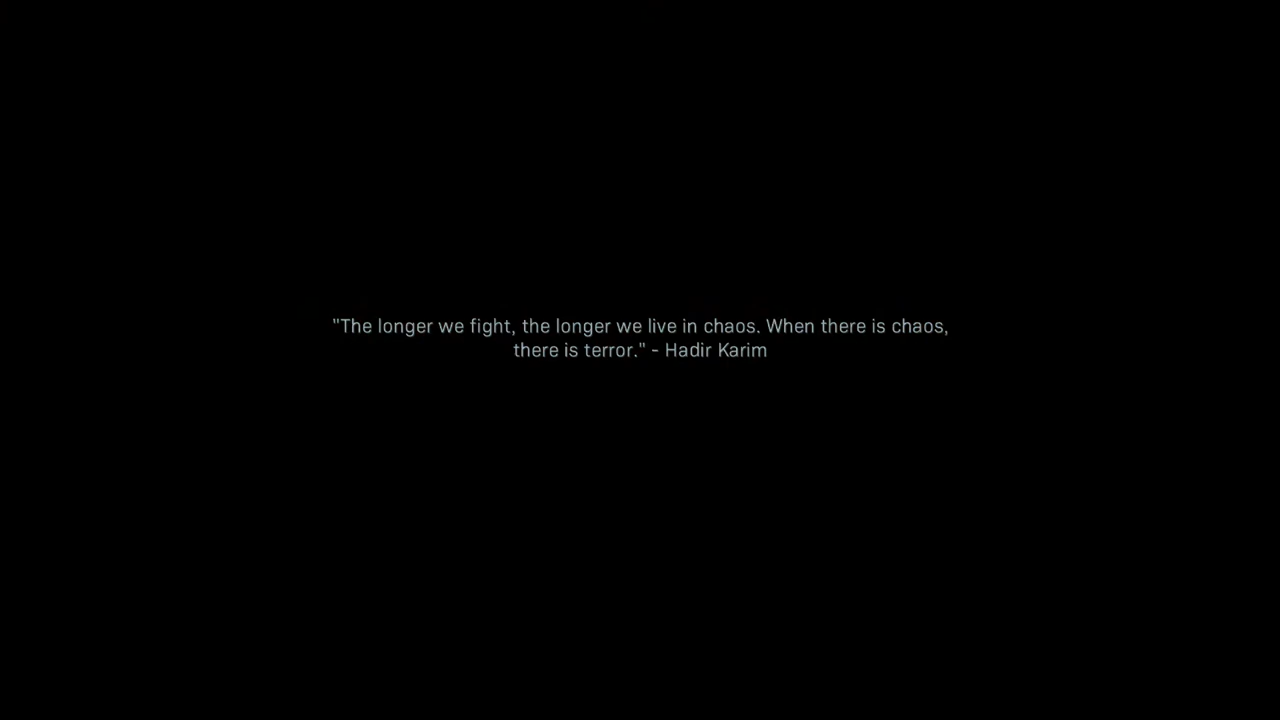 "The longer we fight, the longer we live in chaos. When there is chaos,
there is terror." - Hadir Karim